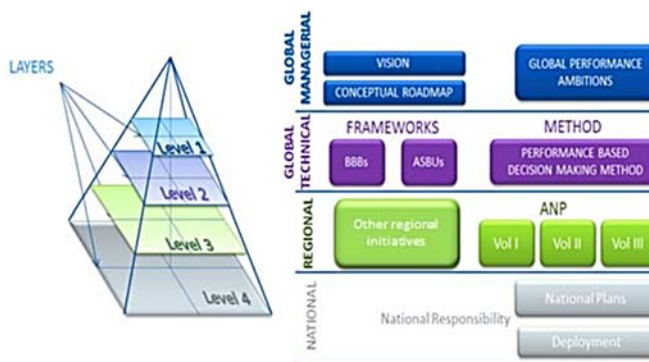 LAYERS
Level 1
Level 2
Level 3
Level 4
GLOBAL
MANAGERIAL
VISION
CONCEPTUAL ROADMAP
GLOBAL PERFORMANCE
AMBITIONS
GLOBAL
TECHNICAL
FRAMEWORKS
BBBs
ASBUs
METHOD
PERFORMANCE BASED
DECISION MAKING METHOD
REGIONAL
Other regional
initiatives
ANP
Vol I
Vol II
Vol III
NATIONAL
National Responsibility
National Plans
Deployment